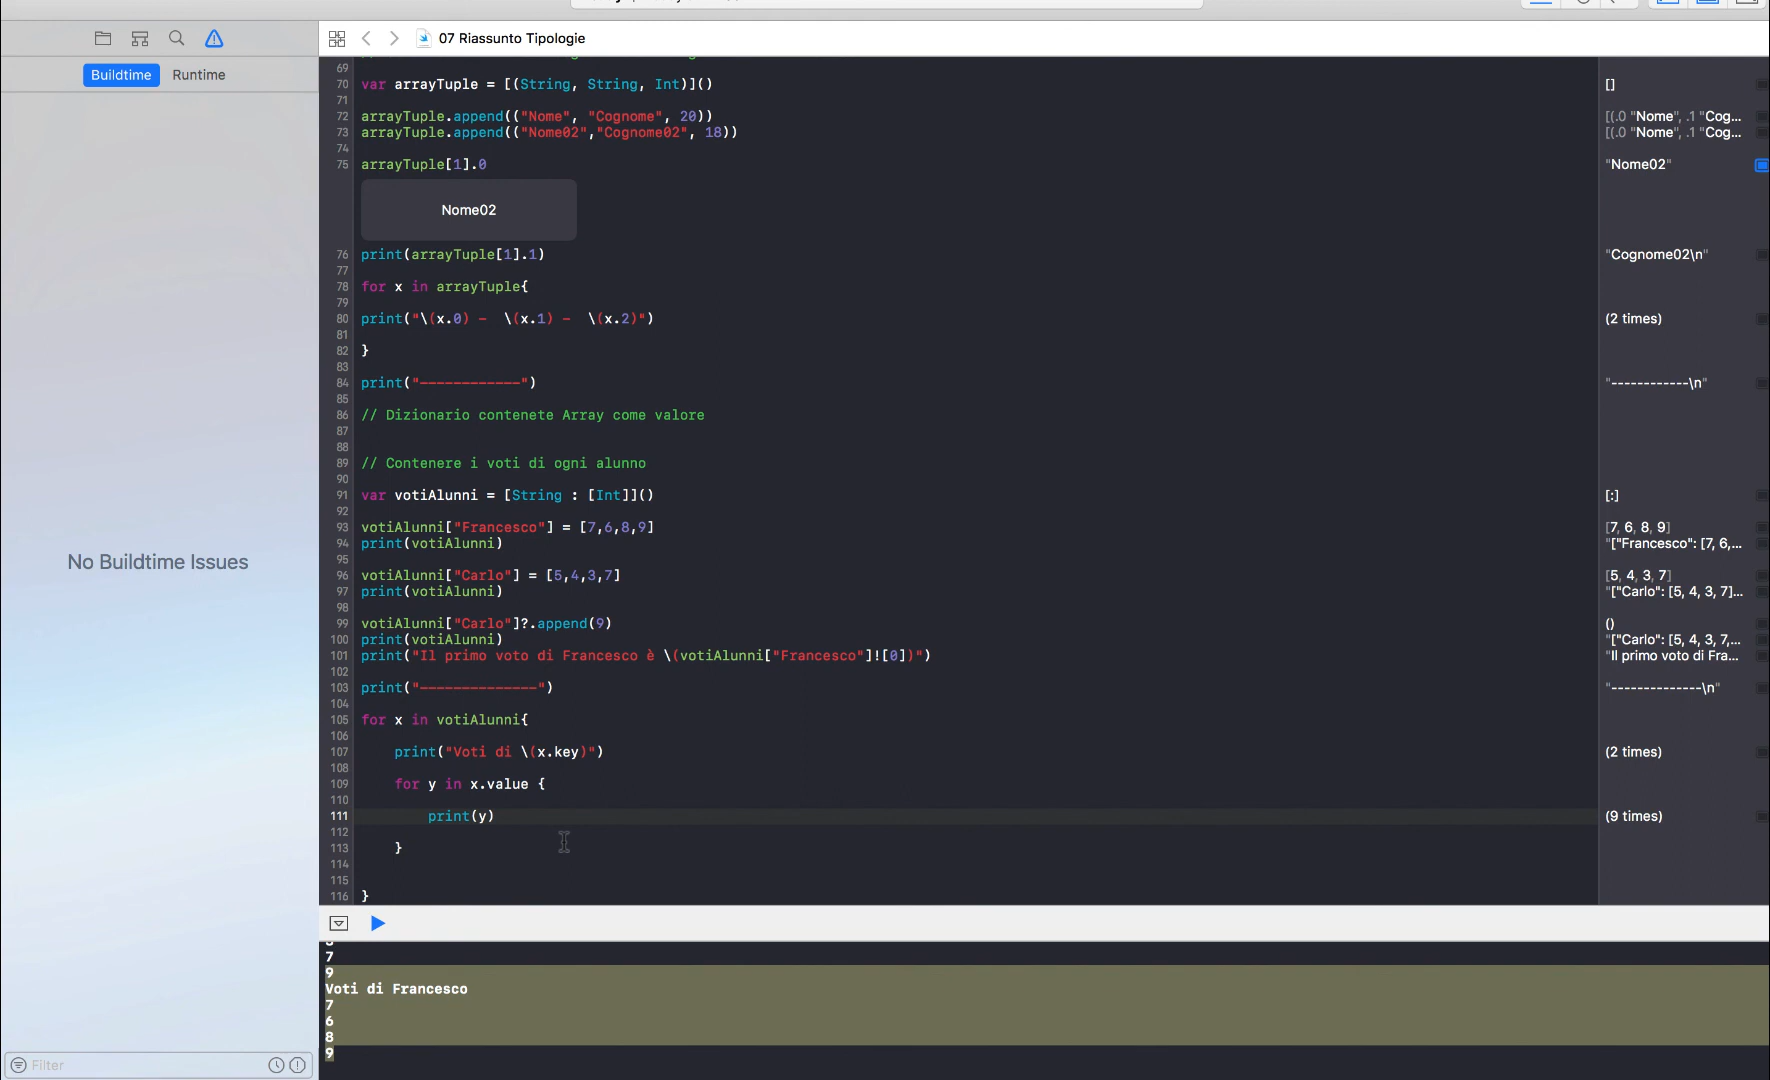 07 Riassunto Tipologie
Buildtime Runtime
69
70 var arrayTuple = [(String, String, Int)]() []
71
72 arrayTuple.append(("Nome", "Cognome", 20)) [(.0 "Nome", .1 "Cog...
73 arrayTuple.append(("Nome02","Cognome02", 18)) [(.0 "Nome", .1 "Cog...
74
75 arrayTuple[1].0 "Nome02"
Nome02
76 print(arrayTuple[1].1) "Cognome02\n"
77
78 for x in arrayTuple{
79
80 print("\(x.0) -  \(x.1) -  \(x.2)") (2 times)
81
82 }
83
84 print("------------") "------------\n"
85
86 // Dizionario contenete Array come valore
87
88
89 // Contenere i voti di ogni alunno
90
91 var votiAlunni = [String : [Int]]() [:]
92
93 votiAlunni["Francesco"] = [7,6,8,9] [7, 6, 8, 9]
94 print(votiAlunni) "["Francesco": [7, 6,...
95
96 votiAlunni["Carlo"] = [5,4,3,7] [5, 4, 3, 7]
97 print(votiAlunni) "["Carlo": [5, 4, 3, 7]...
98
99 votiAlunni["Carlo"]?.append(9) ()
100 print(votiAlunni) "["Carlo": [5, 4, 3, 7,...
101 print("Il primo voto di Francesco è \(votiAlunni["Francesco"]![0])") "Il primo voto di Fra...
102
103 print("--------------") "--------------\n"
104
105 for x in votiAlunni{
106
107 print("Voti di \(x.key)") (2 times)
108
109 for y in x.value {
110
111 print(y) (9 times)
112
113 }
114
115
116 }
No Buildtime Issues
7
9
Voti di Francesco
7
6
8
9
Filter